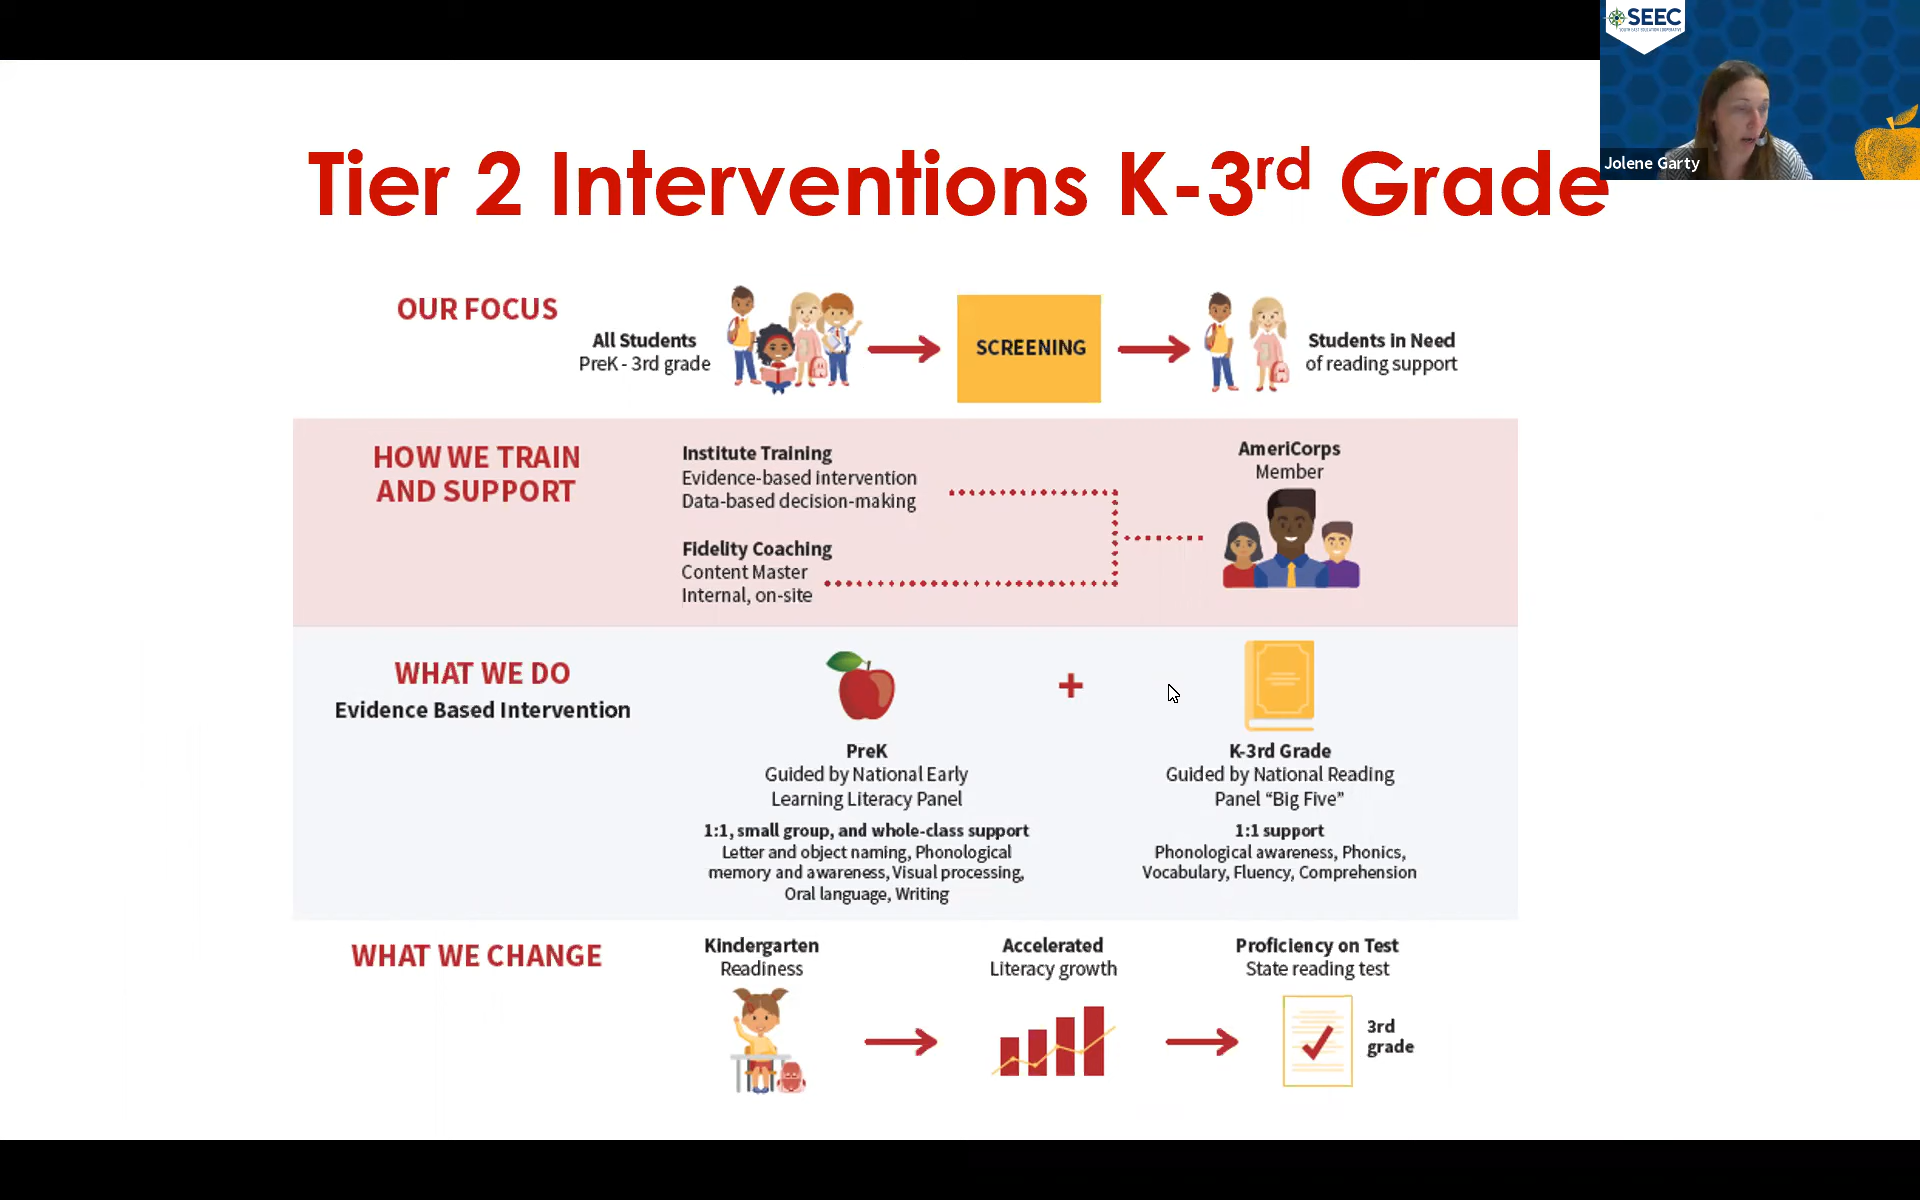 SEEC
SOUTH EAST EDUCATION COOPERATIVE
Jolene Garty
Tier 2 Interventions K-3rd Grade
OUR FOCUS
All Students
PreK - 3rd grade
SCREENING
Students in Need
of reading support
HOW WE TRAIN
AND SUPPORT
Institute Training
Evidence-based intervention
Data-based decision-making
Fidelity Coaching
Content Master
Internal, on-site
AmeriCorps
Member
WHAT WE DO
Evidence Based Intervention
PreK
Guided by National Early
Learning Literacy Panel
1:1, small group, and whole-class support
Letter and object naming, Phonological
memory and awareness, Visual processing,
Oral language, Writing
+
K-3rd Grade
Guided by National Reading
Panel “Big Five”
1:1 support
Phonological awareness, Phonics,
Vocabulary, Fluency, Comprehension
WHAT WE CHANGE
Kindergarten
Readiness
Accelerated
Literacy growth
Proficiency on Test
State reading test
3rd
grade